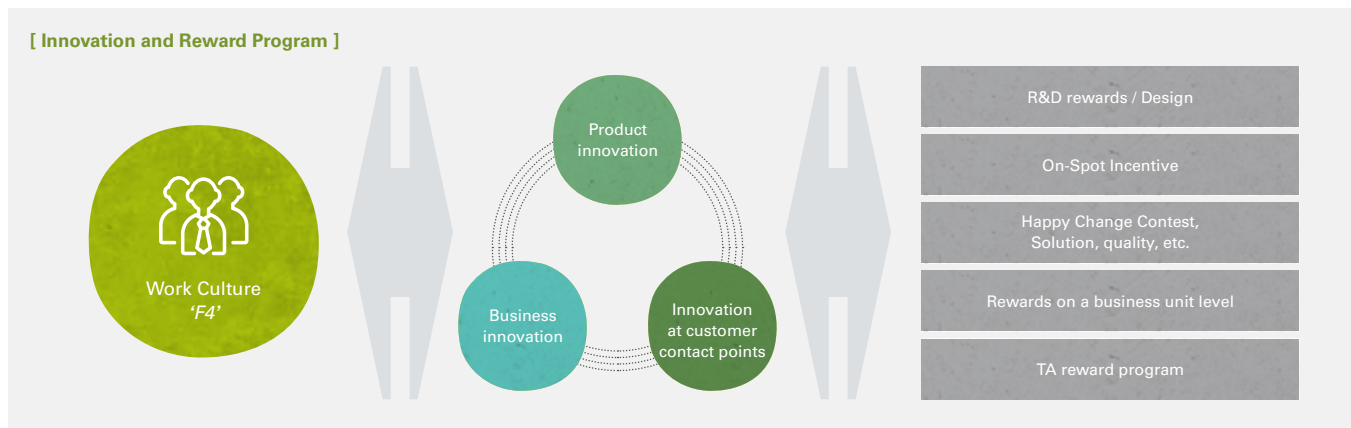 [ Innovation and Reward Program ]
Work Culture
‘F4’
Product
innovation
Business
innovation
Innovation
at customer
contact points
R&D rewards / Design
On-Spot Incentive
Happy Change Contest,
Solution, quality, etc.
Rewards on a business unit level
TA reward program